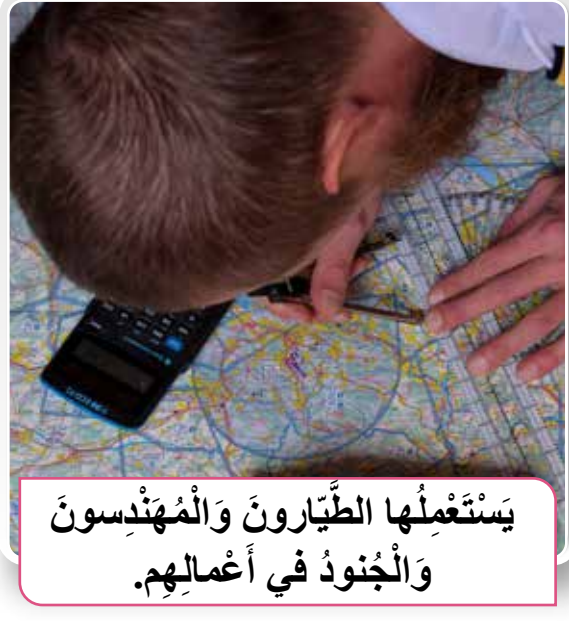 يَسْتَعْمِلُها الطَّيّارونَ وَالْمُهَنْدِسونَ
وَالْجُنودُ في أَعْمالِهِم.